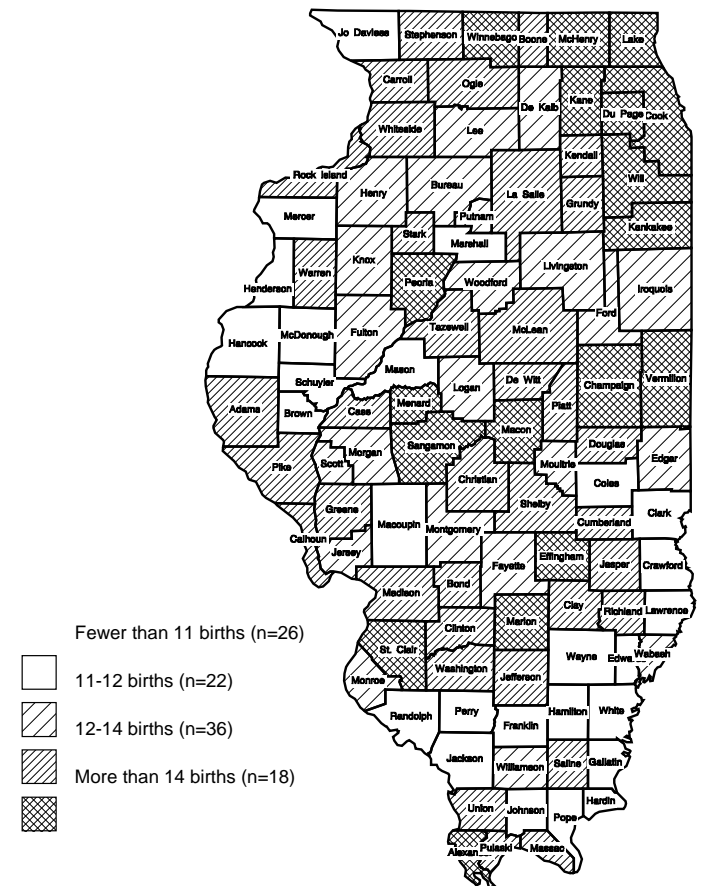 Jo Daviess
Stephenson
Winnebago
Boone
McHenry
Lake
Carroll
Ogle
De Kalb
Kane
Du Page
Cook
Whiteside
Lee
Kendall
Will
Rock Island
Henry
Bureau
La Salle
Grundy
Putnam
Mercer
Stark
Marshall
Kankakee
Knox
Warren
Henderson
Peoria
Woodford
Livingston
Iroquois
Ford
Hancock
McDonough
Fulton
Tazewell
McLean
Mason
Schuyler
Logan
De Witt
Champaign
Vermilion
Adams
Brown
Cass
Menard
Piatt
Macon
Sangamon
Morgan
Scott
Pike
Christian
Moultrie
Douglas
Edgar
Coles
Shelby
Greene
Macoupin
Montgomery
Cumberland
Clark
Calhoun
Jersey
Fayette
Effingham
Jasper
Crawford
Madison
Bond
Clay
Richland
Lawrence
Marion
Clinton
St. Clair
Wayne
Edwa
Wabash
Washington
Jefferson
Monroe
Randolph
Perry
Hamilton
White
Franklin
Jackson
Williamson
Saline
Gallatin
Union
Johnson
Pope
Hardin
Alexan
Pulaski
Massac
Fewer than 11 births (n=26)
11-12 births (n=22)
12-14 births (n=36)
More than 14 births (n=18)